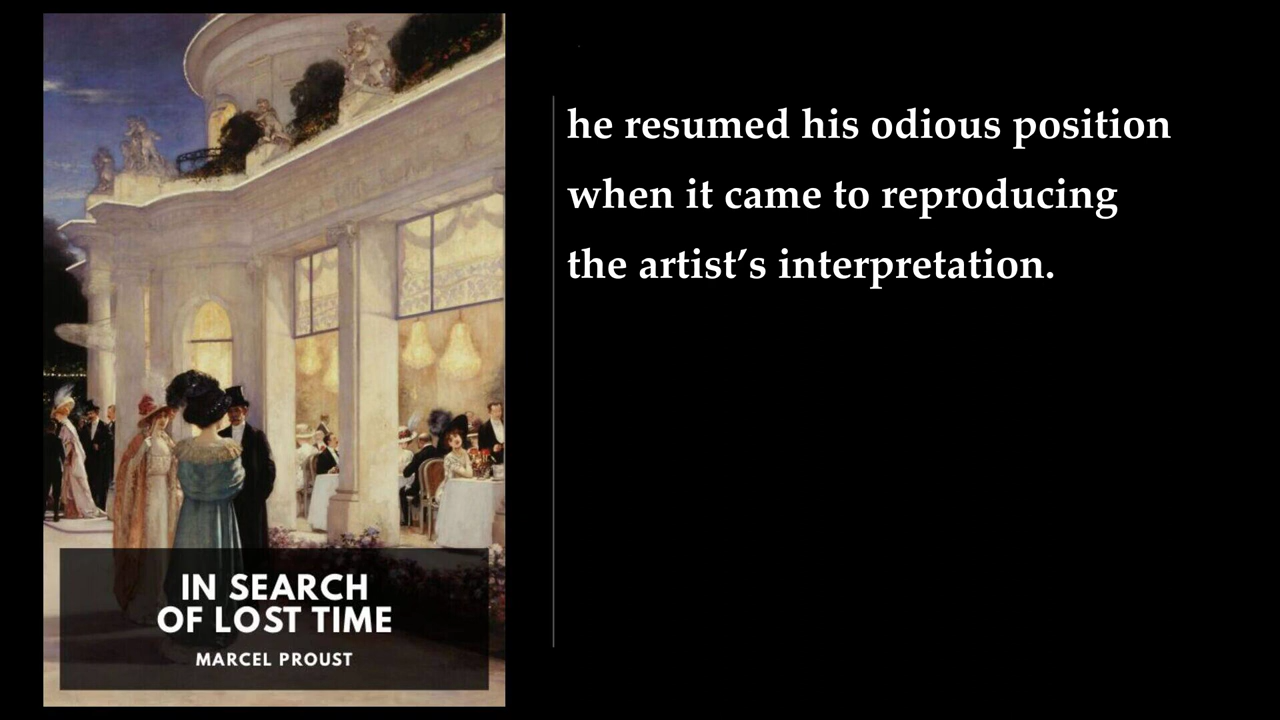 he resumed his odious position
when it came to reproducing
the artist’s interpretation.
IN SEARCH
OF LOST TIME
MARCEL PROUST